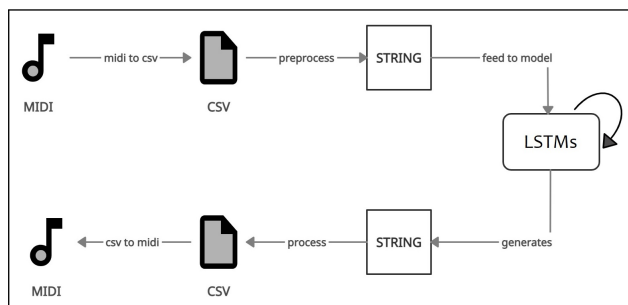 midi to csv
preprocess
STRING
feed to model
MIDI
CSV
LSTMs
csv to midi
process
STRING
generates
MIDI
CSV